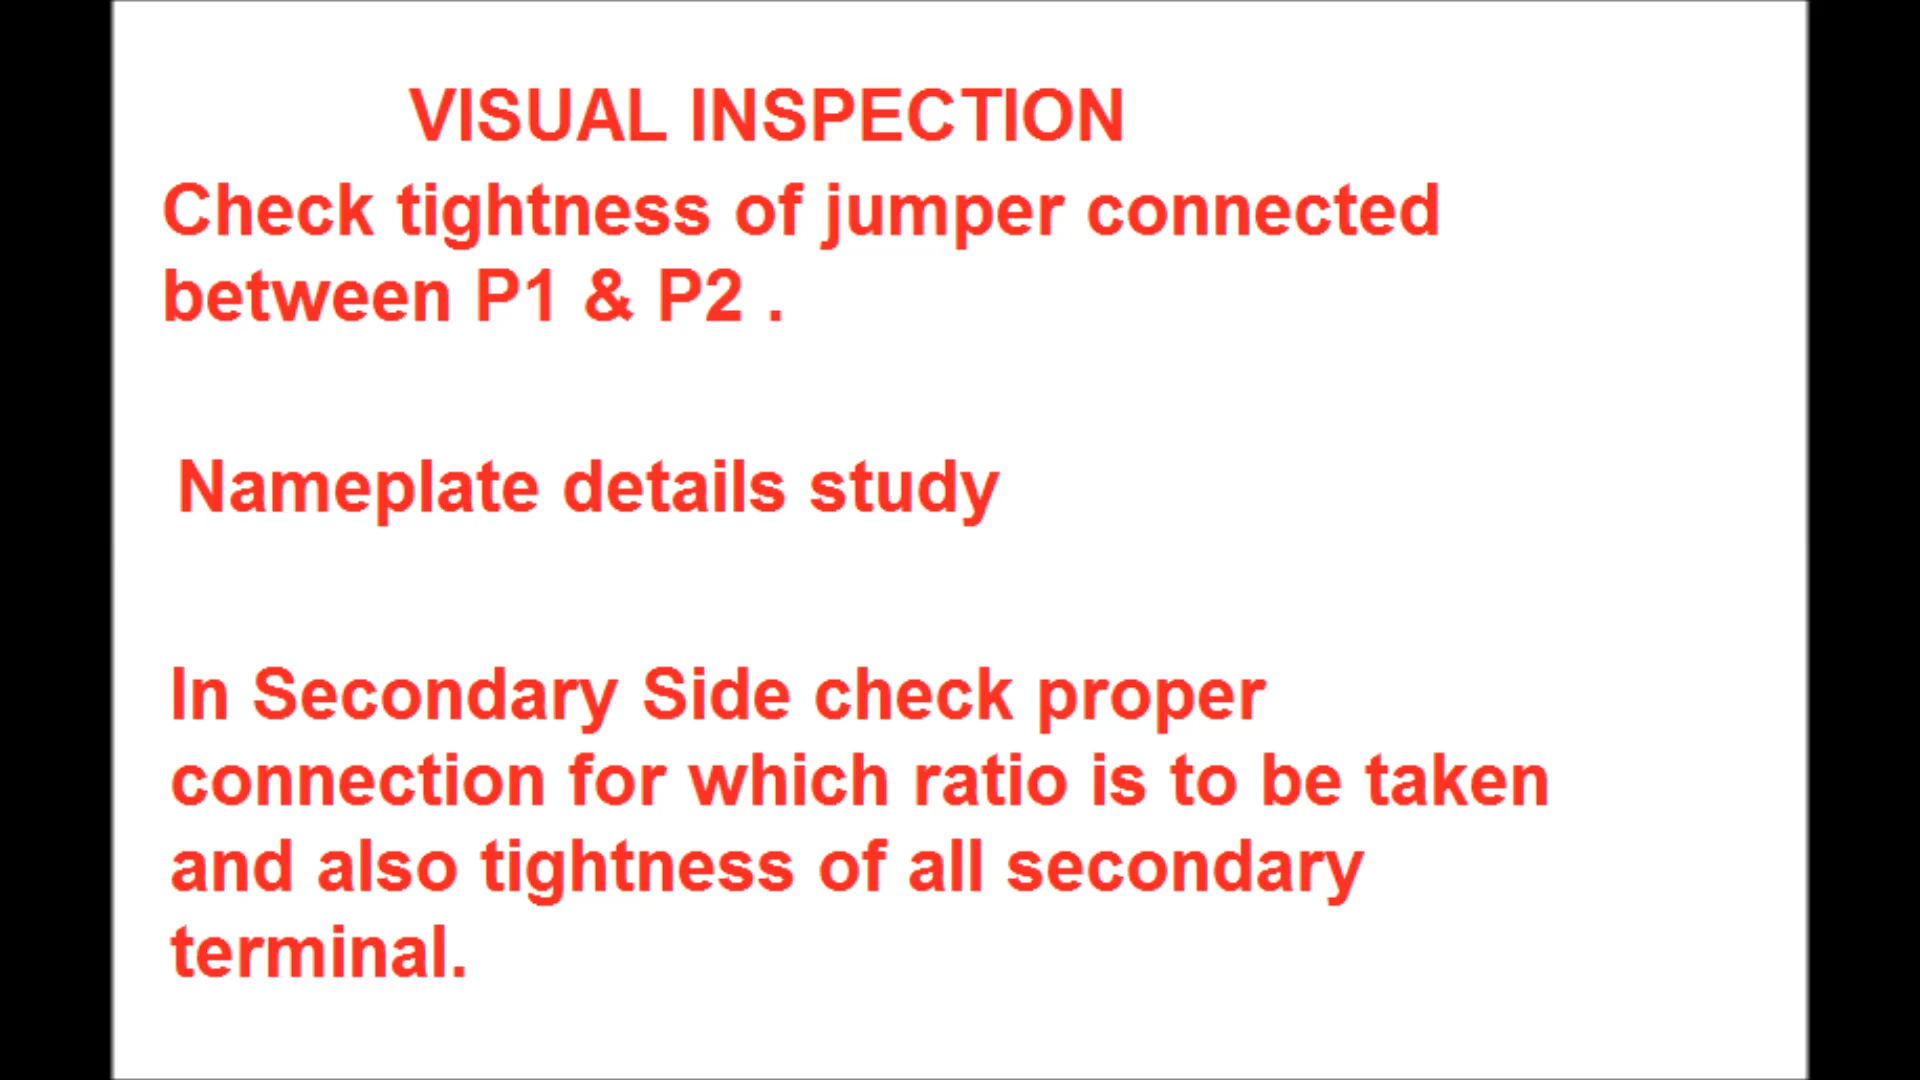 VISUAL INSPECTION
Check tightness of jumper connected
between P1 & P2 .
Nameplate details study
In Secondary Side check proper
connection for which ratio is to be taken
and also tightness of all secondary
terminal.